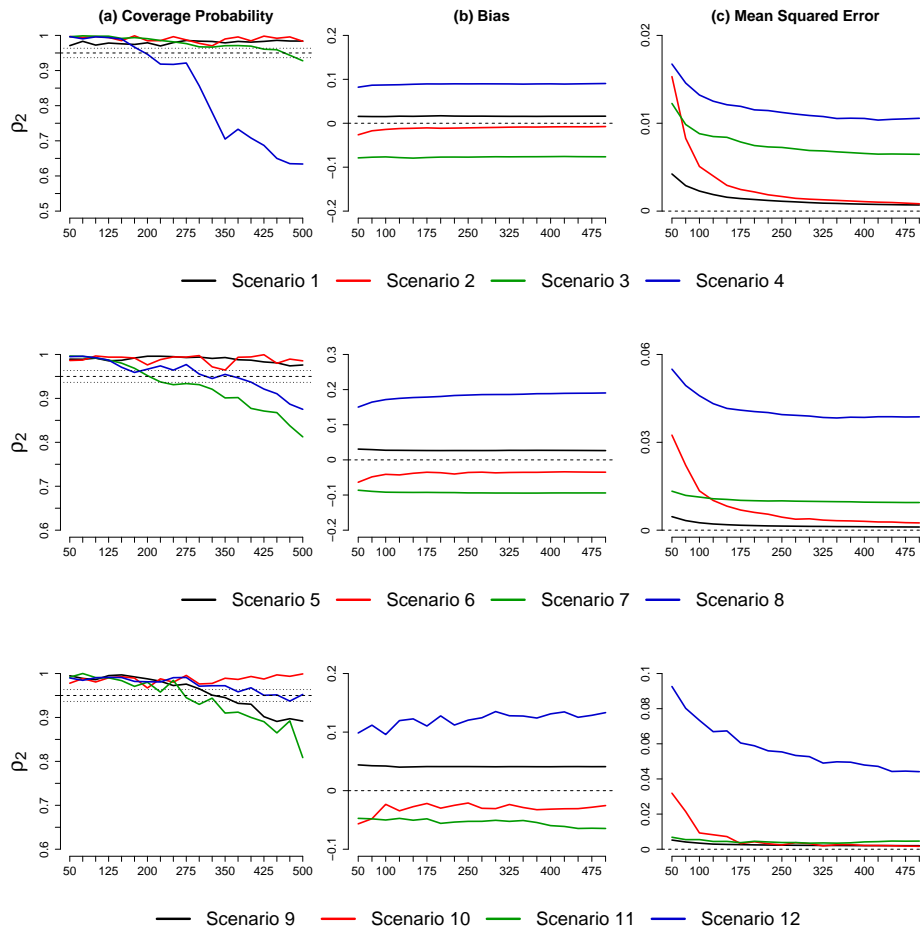 (a) Coverage Probability
(b) Bias
(c) Mean Squared Error
ρ2
1
0.9
0.8
0.7
0.6
0.5
50 125 200 275 350 425 500
0.2
0.1
0
−0.1
−0.2
50 100 175 250 325 400 475
0.02
0.01
0
50 100 175 250 325 400 475
Scenario 1 Scenario 2 Scenario 3 Scenario 4
ρ2
1
0.9
0.8
0.7
0.6
50 125 200 275 350 425 500
0.3
0.2
0.1
0
−0.1
−0.2
50 100 175 250 325 400 475
0.06
0.03
0
50 100 175 250 325 400 475
Scenario 5 Scenario 6 Scenario 7 Scenario 8
ρ2
1
0.9
0.8
0.7
0.6
50 125 200 275 350 425 500
0.2
0.1
0
−0.1
50 100 175 250 325 400 475
0.1
0.08
0.06
0.04
0.02
0
50 100 175 250 325 400 475
Scenario 9 Scenario 10 Scenario 11 Scenario 12